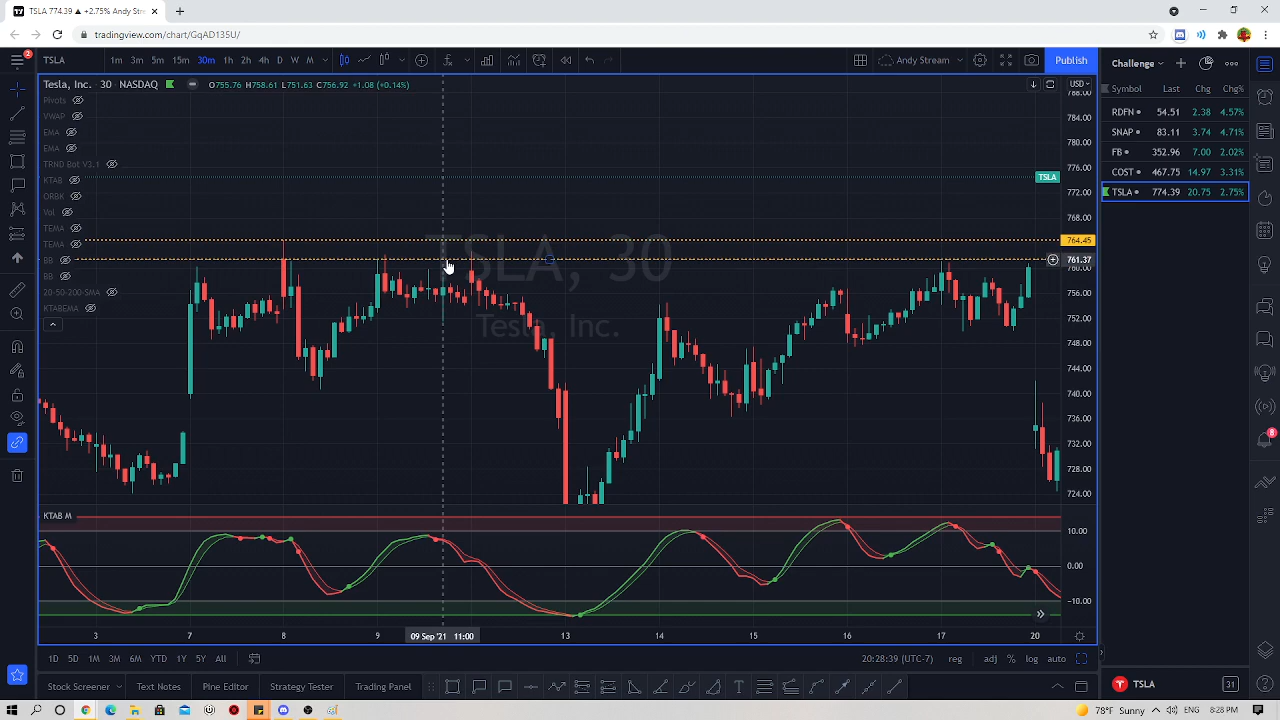 TSLA 774.39 ▲ +2.75% Andy Stre
tradingview.com/chart/GqAD135U/
2
TSLA 1m 3m 5m 15m 30m 1h 2h 4h D W M Andy Stream Publish
Challenge
Tesla, Inc. 30 NASDAQ O755.76 H758.61 L751.63 C756.92 +1.08 (+0.14%) USD
Symbol Last Chg Chg%
Pivots
VWAP
EMA
EMA
TRND Bot V3.1
KTAB
ORBK
Vol
TEMA
TEMA
BB
BB
20-50-200-SMA
KTABEMA
RDFN 54.51 2.38 4.57%
SNAP 83.11 3.74 4.71%
FB 352.96 7.00 2.02%
COST 467.75 14.97 3.31%
TSLA 774.39 20.75 2.75%
TSLA, 30
Tesla, Inc.
788.00
784.00
780.00
776.00
TSLA
772.00
768.00
764.45
761.37
760.00
756.00
752.00
748.00
744.00
740.00
736.00
732.00
728.00
724.00
8
KTAB M
10.00
0.00
−10.00
3 7 8 9 09 Sep '21 11:00 13 14 15 16 17 20
1D 5D 1M 3M 6M YTD 1Y 5Y All 20:28:39 (UTC-7) reg adj % log auto
Stock Screener Text Notes Pine Editor Strategy Tester Trading Panel
TSLA
31
78°F Sunny 8:28 PM